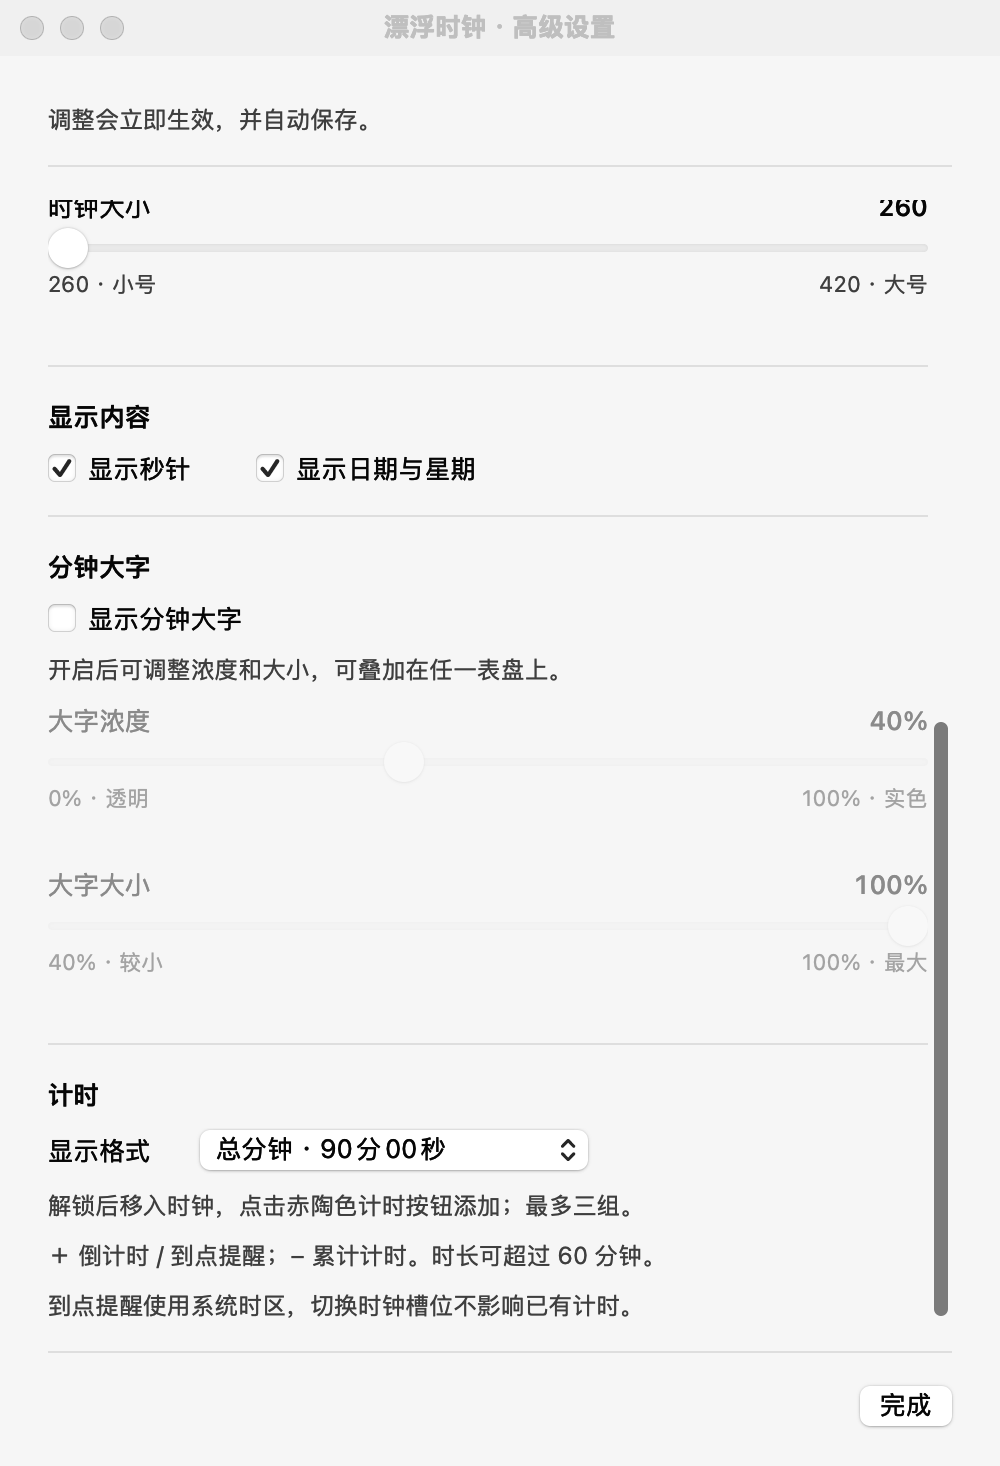 漂浮时钟 · 高级设置
调整会立即生效，并自动保存。
时钟大小 260
260 · 小号 420 · 大号
显示内容
显示秒针 显示日期与星期
分钟大字
显示分钟大字
开启后可调整浓度和大小，可叠加在任一表盘上。
大字浓度 40%
0% · 透明 100% · 实色
大字大小 100%
40% · 较小 100% · 最大
计时
显示格式 总分钟 · 90分00秒
解锁后移入时钟，点击赤陶色计时按钮添加；最多三组。
+ 倒计时 / 到点提醒；– 累计计时。时长可超过 60 分钟。
到点提醒使用系统时区，切换时钟槽位不影响已有计时。
完成